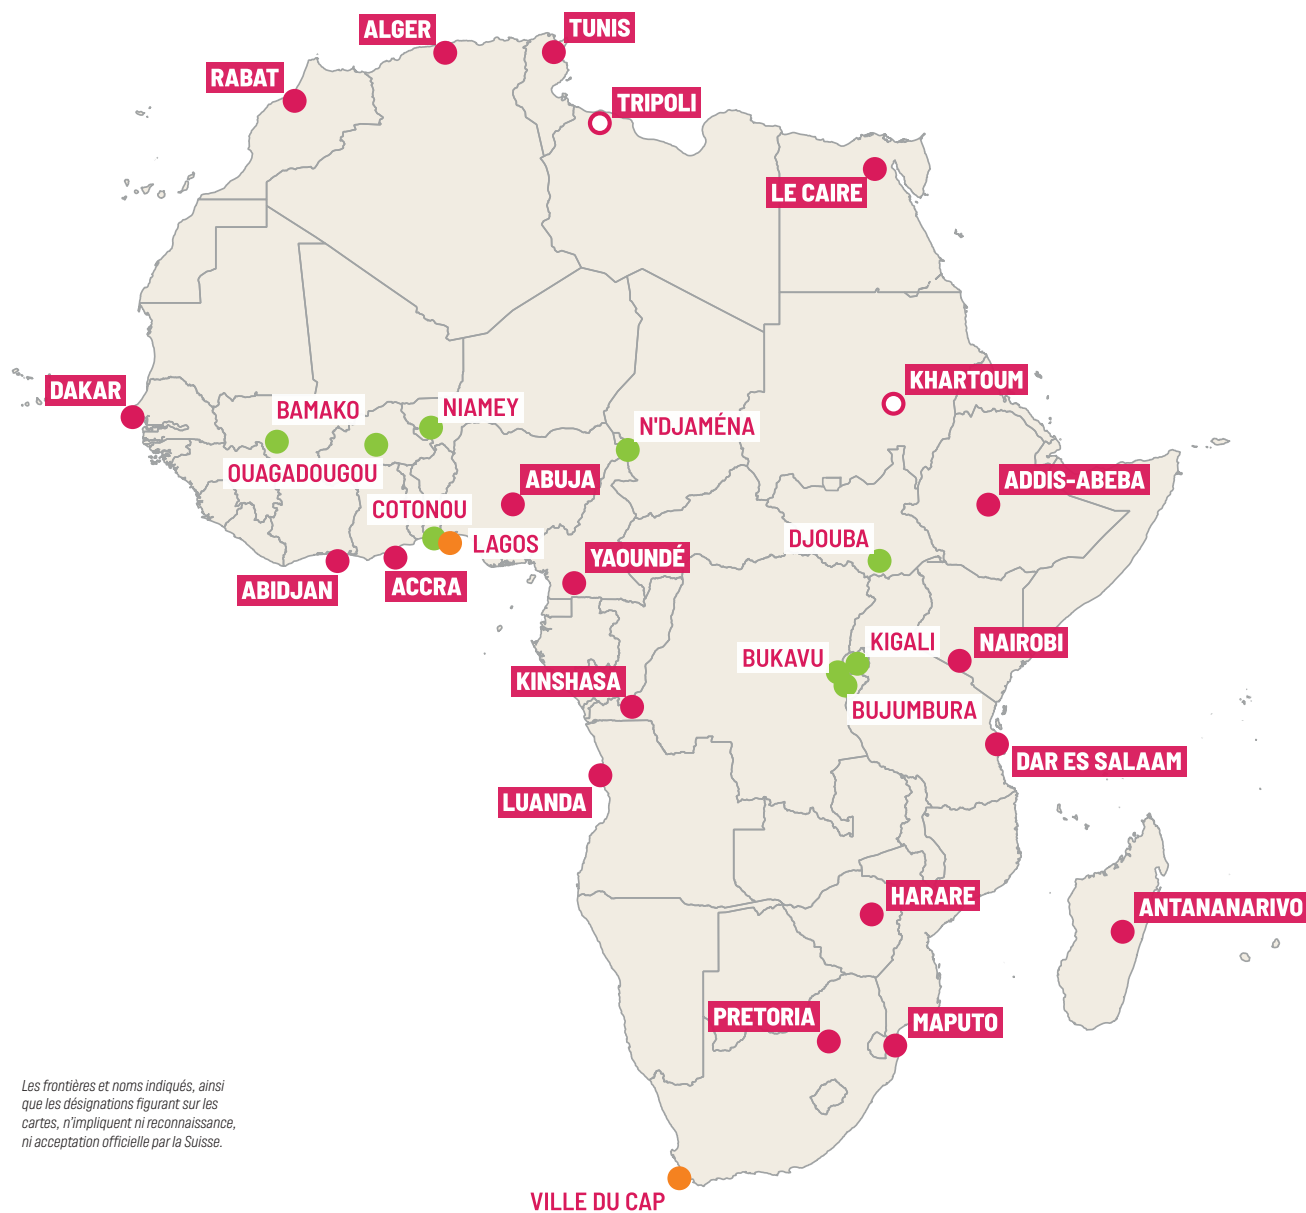 TUNIS
ALGER
RABAT
TRIPOLI
LE CAIRE
KHARTOUM
DAKAR
BAMAKO
NIAMEY
N'DJAMÉNA
OUAGADOUGOU
ABUJA
ADDIS-ABEBA
COTONOU
LAGOS
DJOUBA
YAOUNDÉ
ABIDJAN
ACCRA
KIGALI
NAIROBI
BUKAVU
KINSHASA
BUJUMBURA
DAR ES SALAAM
LUANDA
HARARE
ANTANANARIVO
PRETORIA
MAPUTO
Les frontières et noms indiqués, ainsi
que les désignations figurant sur les
cartes, n'impliquent ni reconnaissance,
ni acceptation officielle par la Suisse.
VILLE DU CAP